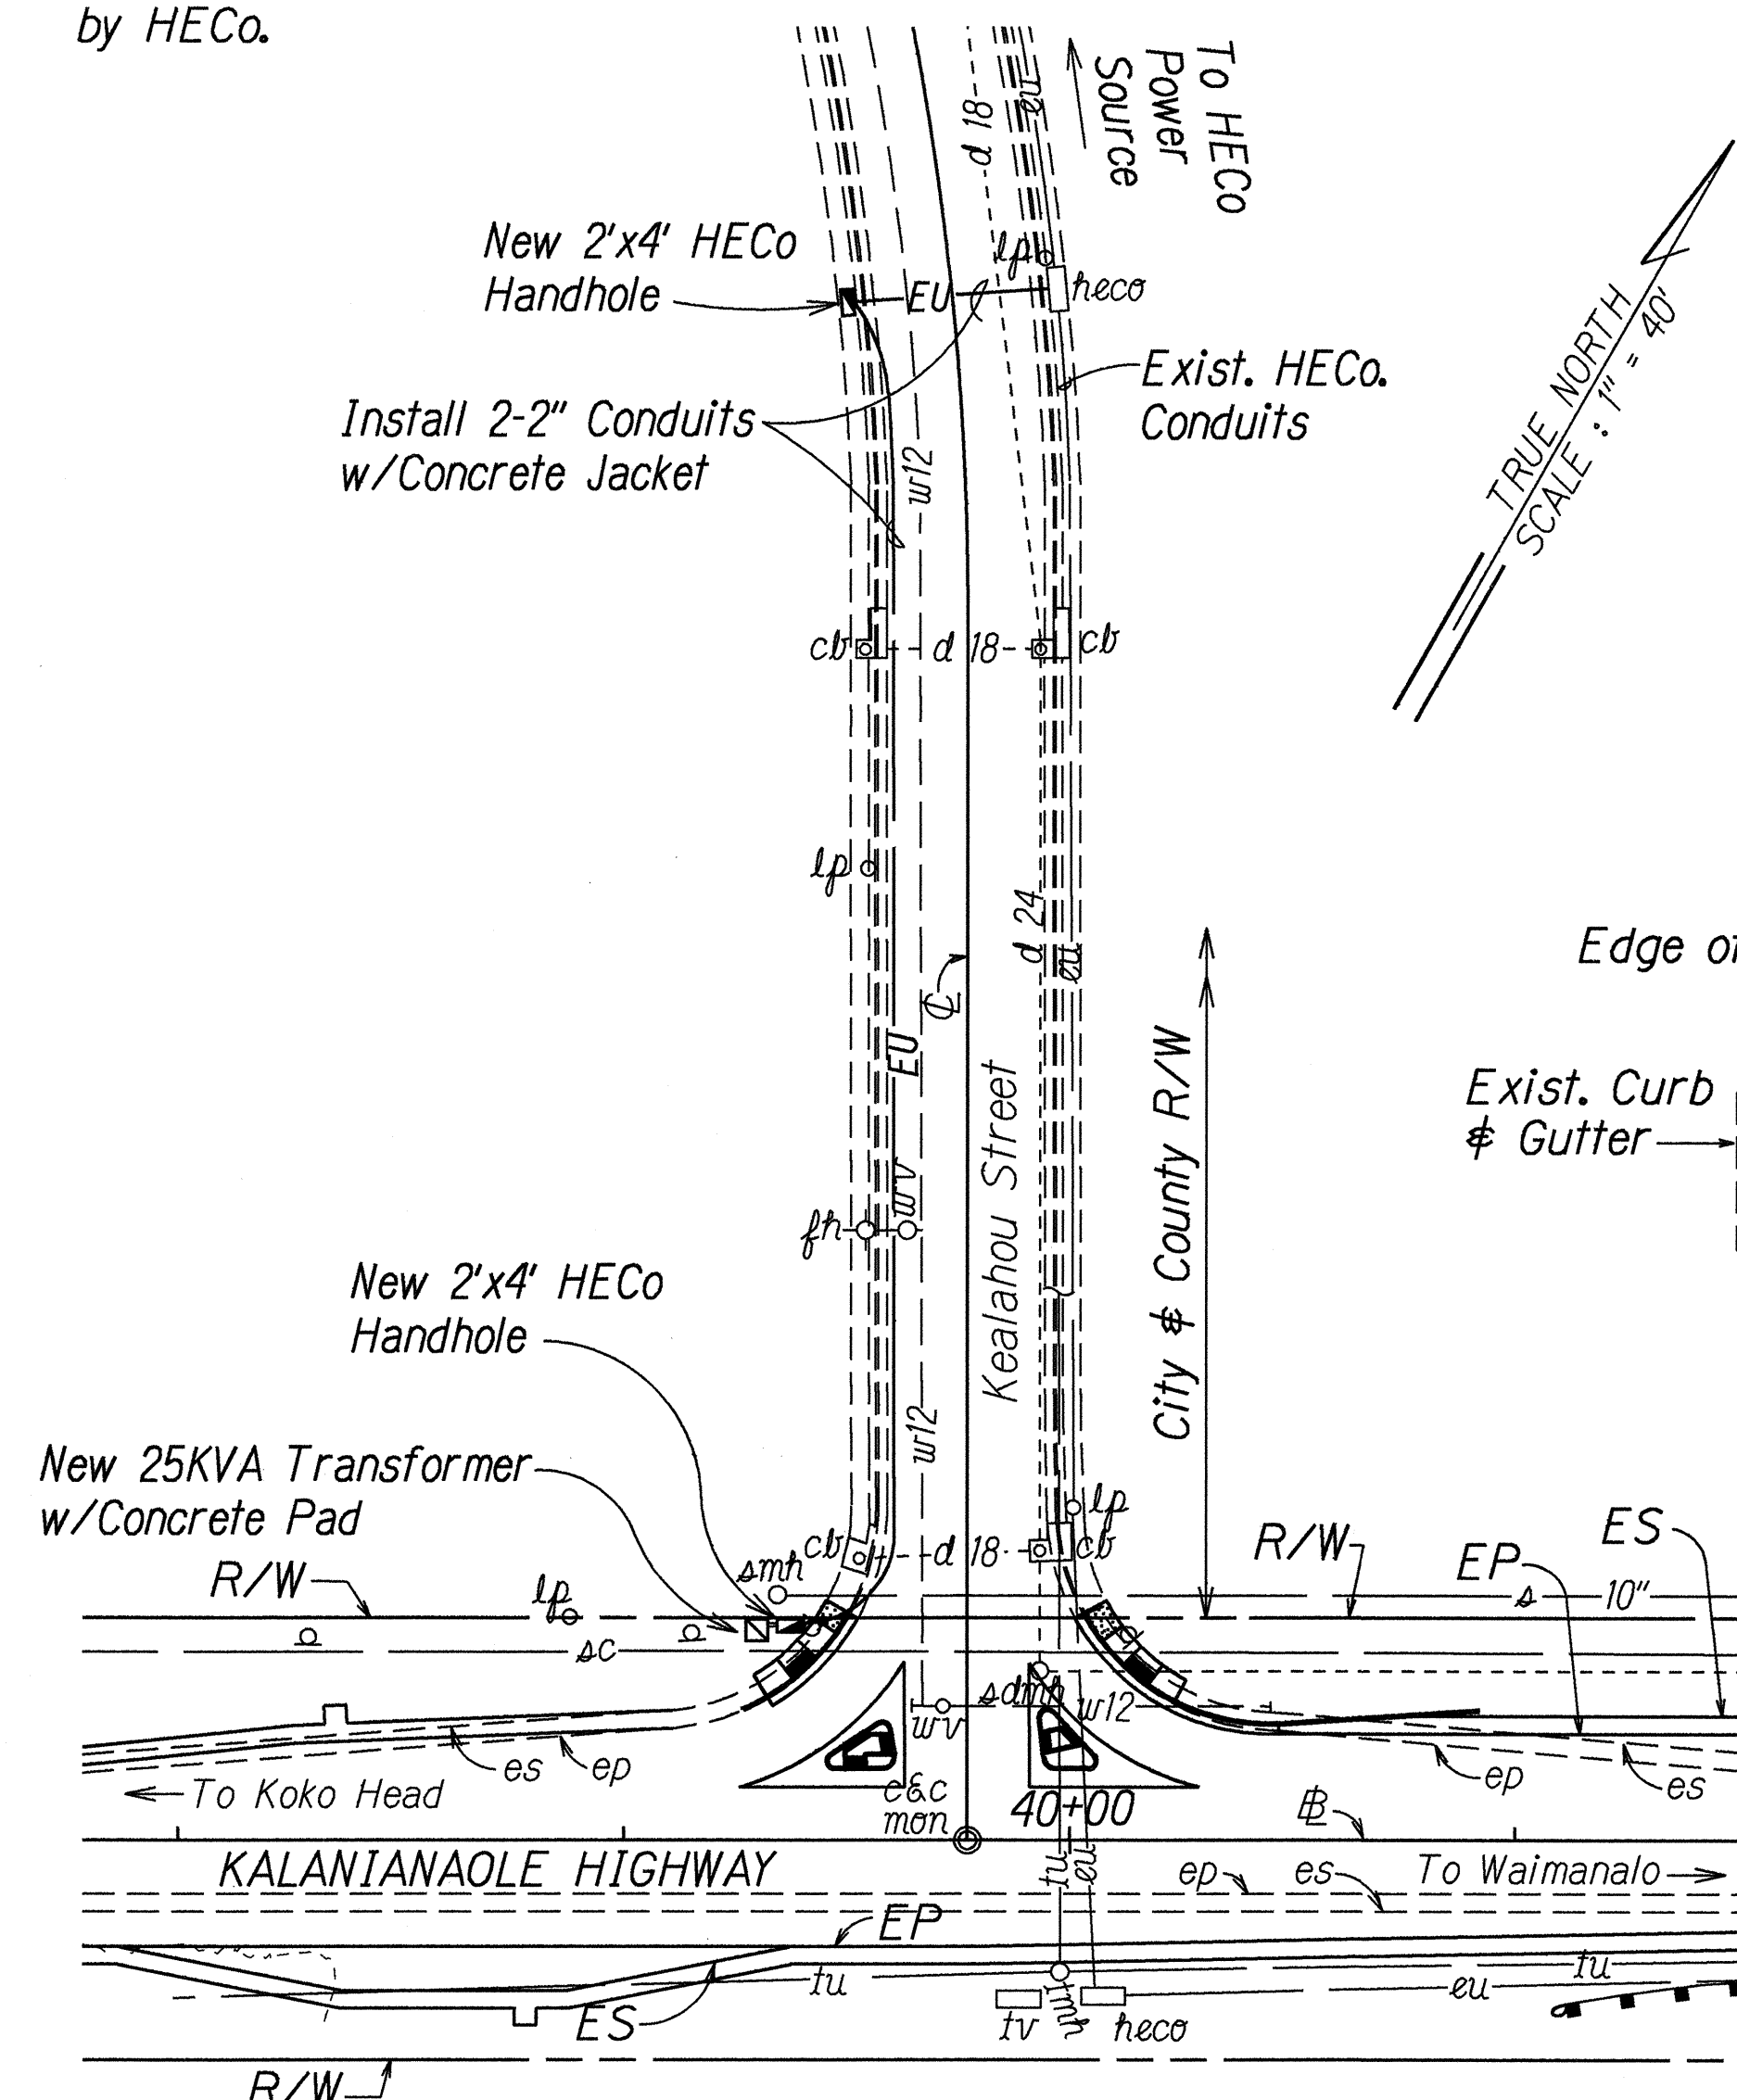 by HECo.
To HECo
Power
Source
d 18
eu
New 2'x4' HECo
Handhole
lp
EU
heco
TRUE NORTH
SCALE : 1" = 40'
Exist. HECo.
Conduits
Install 2-2" Conduits
w/Concrete Jacket
w12
cb
d 18
cb
lp
d 24
eu
Edge of
℄
EU
Kealahou Street
City & County R/W
Exist. Curb
& Gutter
wv
fh
New 2'x4' HECo
Handhole
w12
New 25KVA Transformer
w/Concrete Pad
lp
cb
d 18
cb
smh
R/W
lp
R/W
EP
ES
s 10"
sc
sdmh
wv
w12
es
ep
ep
es
To Koko Head
c&c
mon
40+00
BL
KALANIANAOLE HIGHWAY
tu
eu
ep
es
To Waimanalo
EP
tu
eu
tu
ES
tv
tmh
heco
R/W